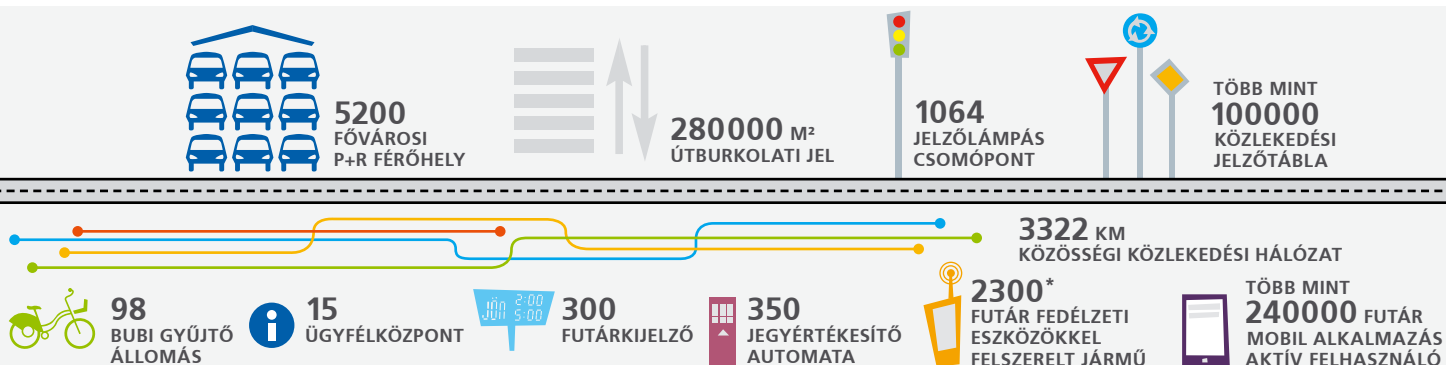 5200
FŐVÁROSI
P+R FÉRŐHELY
280000 M²
ÚTBURKOLATI JEL
1064
JELZŐLÁMPÁS
CSOMÓPONT
TÖBB MINT
100000
KÖZLEKEDÉSI
JELZŐTÁBLA
3322 KM
KÖZÖSSÉGI KÖZLEKEDÉSI HÁLÓZAT
98
BUBI GYŰJTŐ
ÁLLOMÁS
15
ÜGYFÉLKÖZPONT
JÖN 2:00
5:00
300
FUTÁRKIJELZŐ
350
JEGYÉRTÉKESÍTŐ
AUTOMATA
2300*
FUTÁR FEDÉLZETI
ESZKÖZÖKKEL
FELSZERELT JÁRMŰ
TÖBB MINT
240000 FUTÁR
MOBIL ALKALMAZÁS
AKTÍV FELHASZNÁLÓ